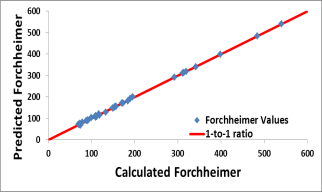 600
500
400
300
200
100
0
0 100 200 300 400 500 600
Predicted Forchheimer
Calculated Forchheimer
Forchheimer Values
1-to-1 ratio